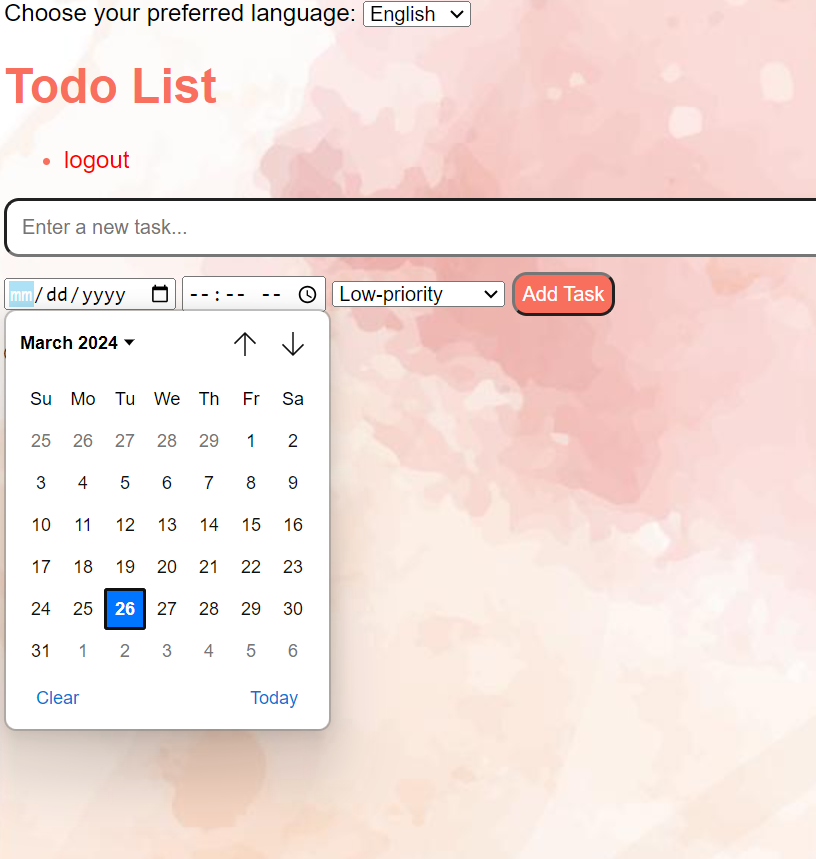 Choose your preferred language: English
Todo List
logout
Enter a new task...
mm/dd/yyyy --:-- -- Low-priority Add Task
March 2024
Su Mo Tu We Th Fr Sa
25 26 27 28 29 1 2
3 4 5 6 7 8 9
10 11 12 13 14 15 16
17 18 19 20 21 22 23
24 25 26 27 28 29 30
31 1 2 3 4 5 6
Clear Today